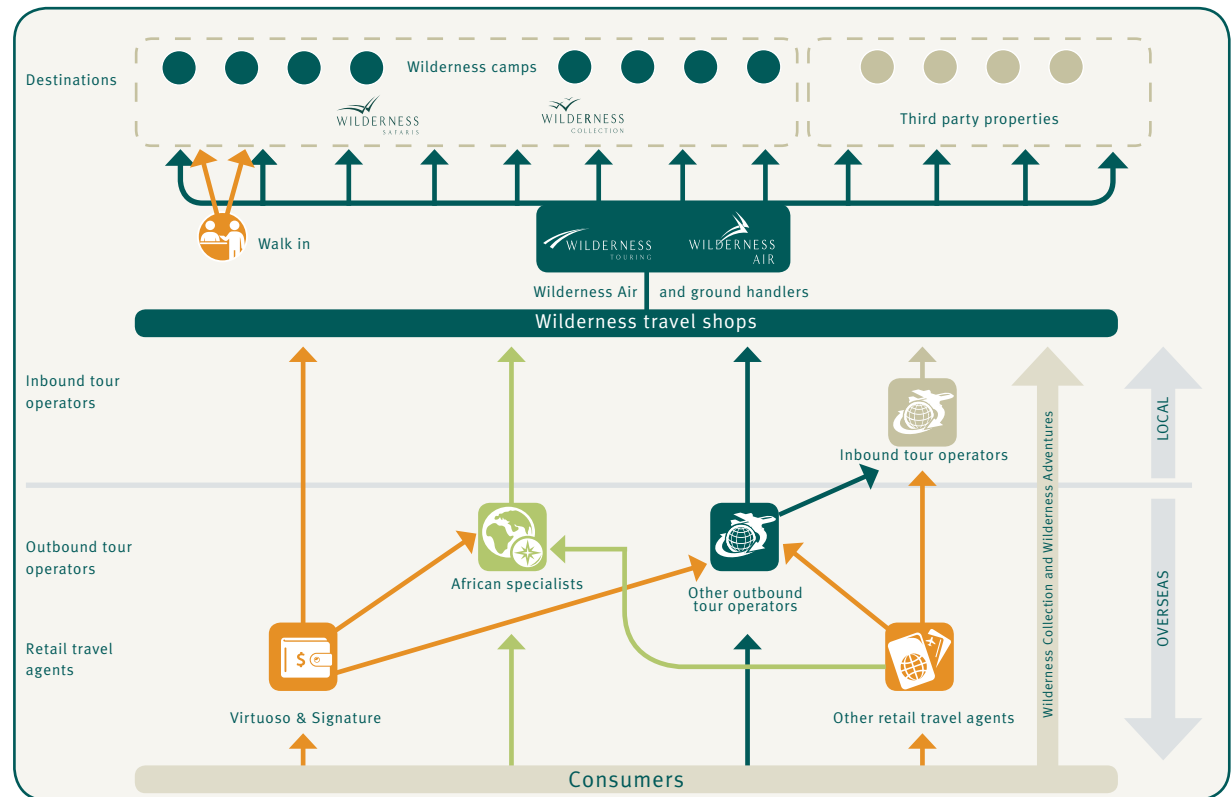 Destinations
Wilderness camps
WILDERNESS
SAFARIS
WILDERNESS
COLLECTION
Third party properties
Walk in
WILDERNESS
TOURING
WILDERNESS
AIR
Wilderness Air and ground handlers
Wilderness travel shops
Inbound tour
operators
Inbound tour operators
LOCAL
Wilderness Collection and Wilderness Adventures
Outbound tour
operators
African specialists
Other outbound
tour operators
OVERSEAS
Retail travel
agents
$
Virtuoso & Signature
Other retail travel agents
Consumers